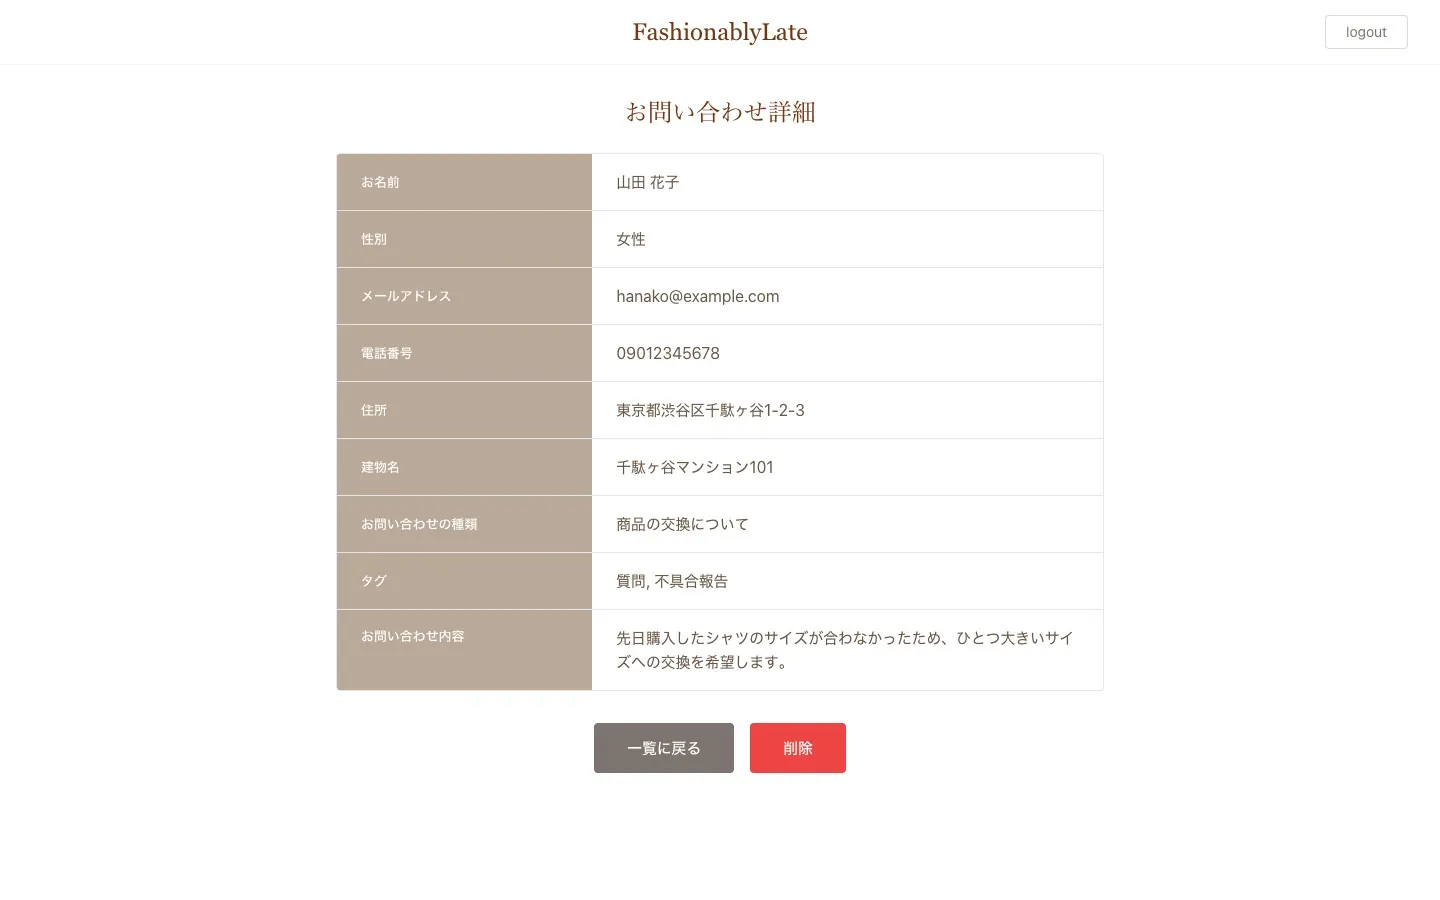 FashionablyLate
logout
お問い合わせ詳細
お名前 山田 花子
性別 女性
メールアドレス hanako@example.com
電話番号 09012345678
住所 東京都渋谷区千駄ヶ谷1-2-3
建物名 千駄ヶ谷マンション101
お問い合わせの種類 商品の交換について
タグ 質問, 不具合報告
お問い合わせ内容 先日購入したシャツのサイズが合わなかったため、ひとつ大きいサイ
ズへの交換を希望します。
一覧に戻る 削除